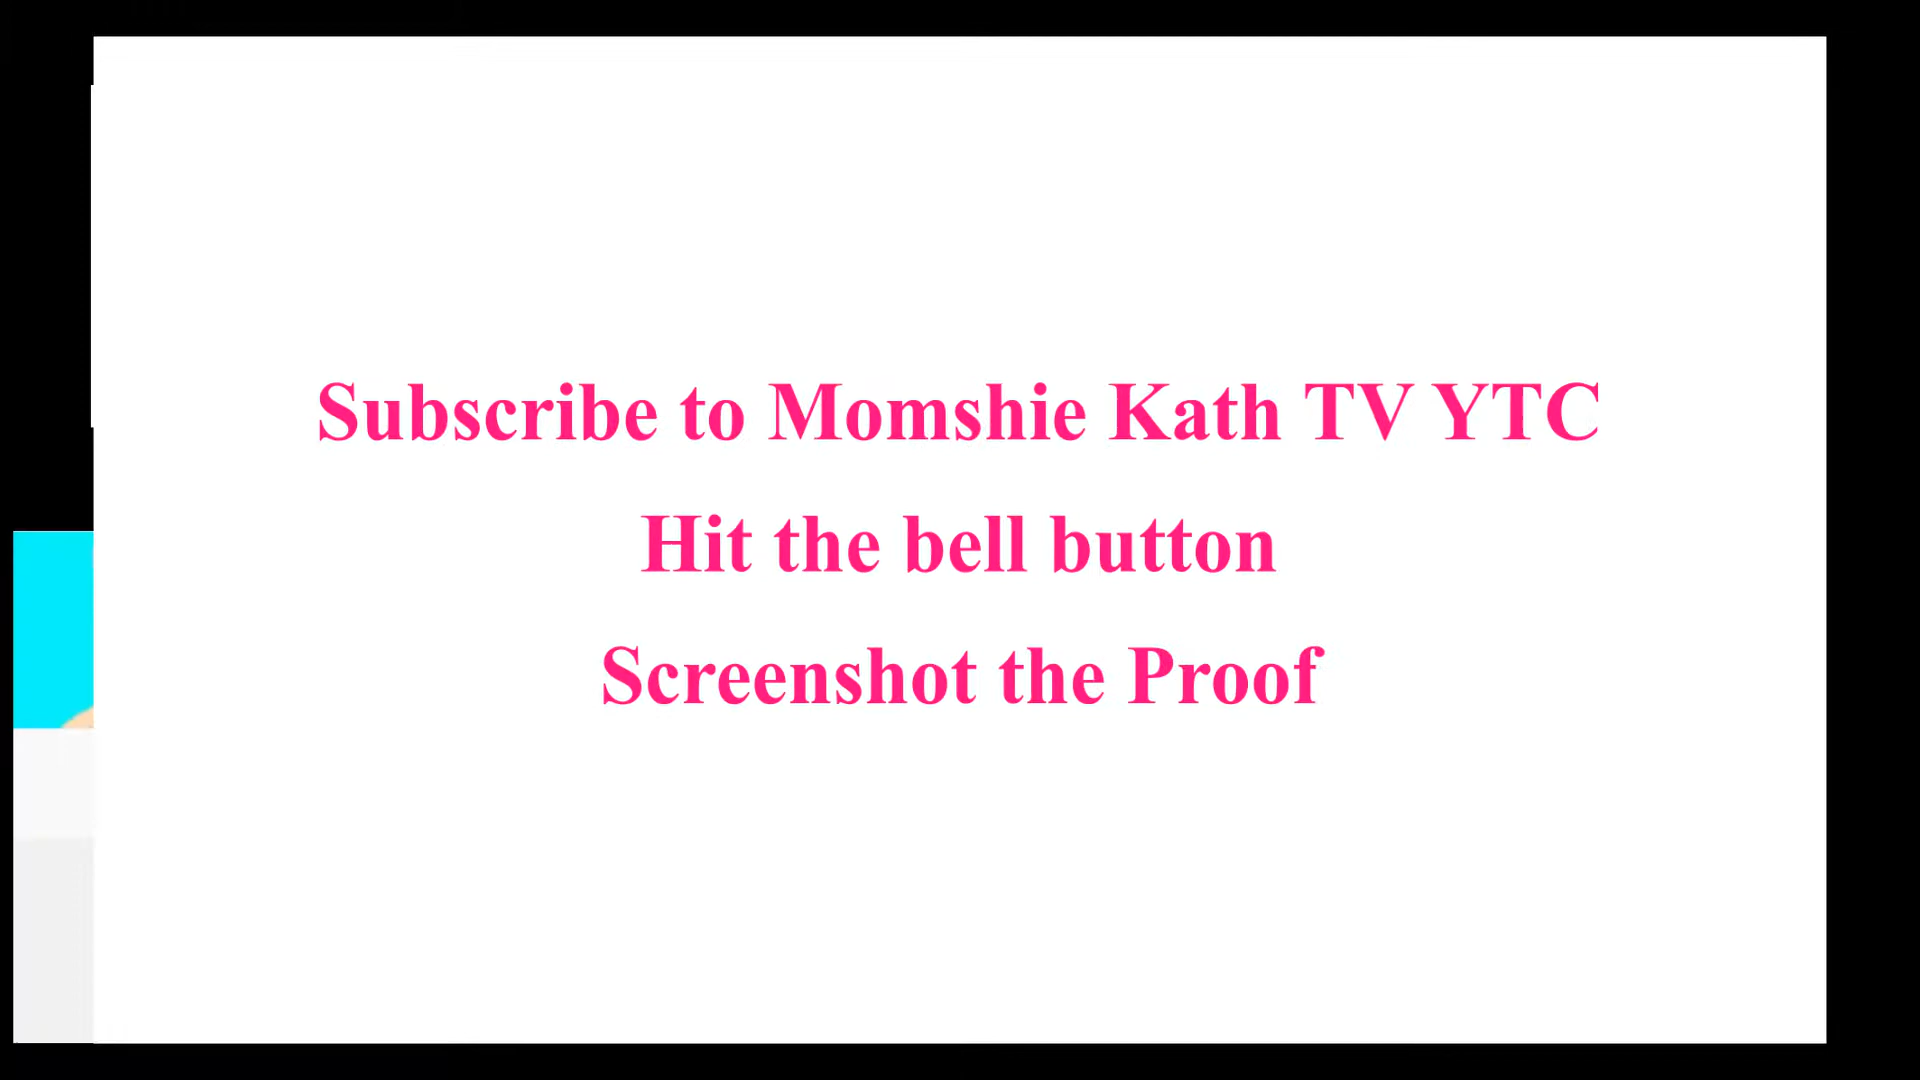 Subscribe to Momshie Kath TV YTC
Hit the bell button
Screenshot the Proof